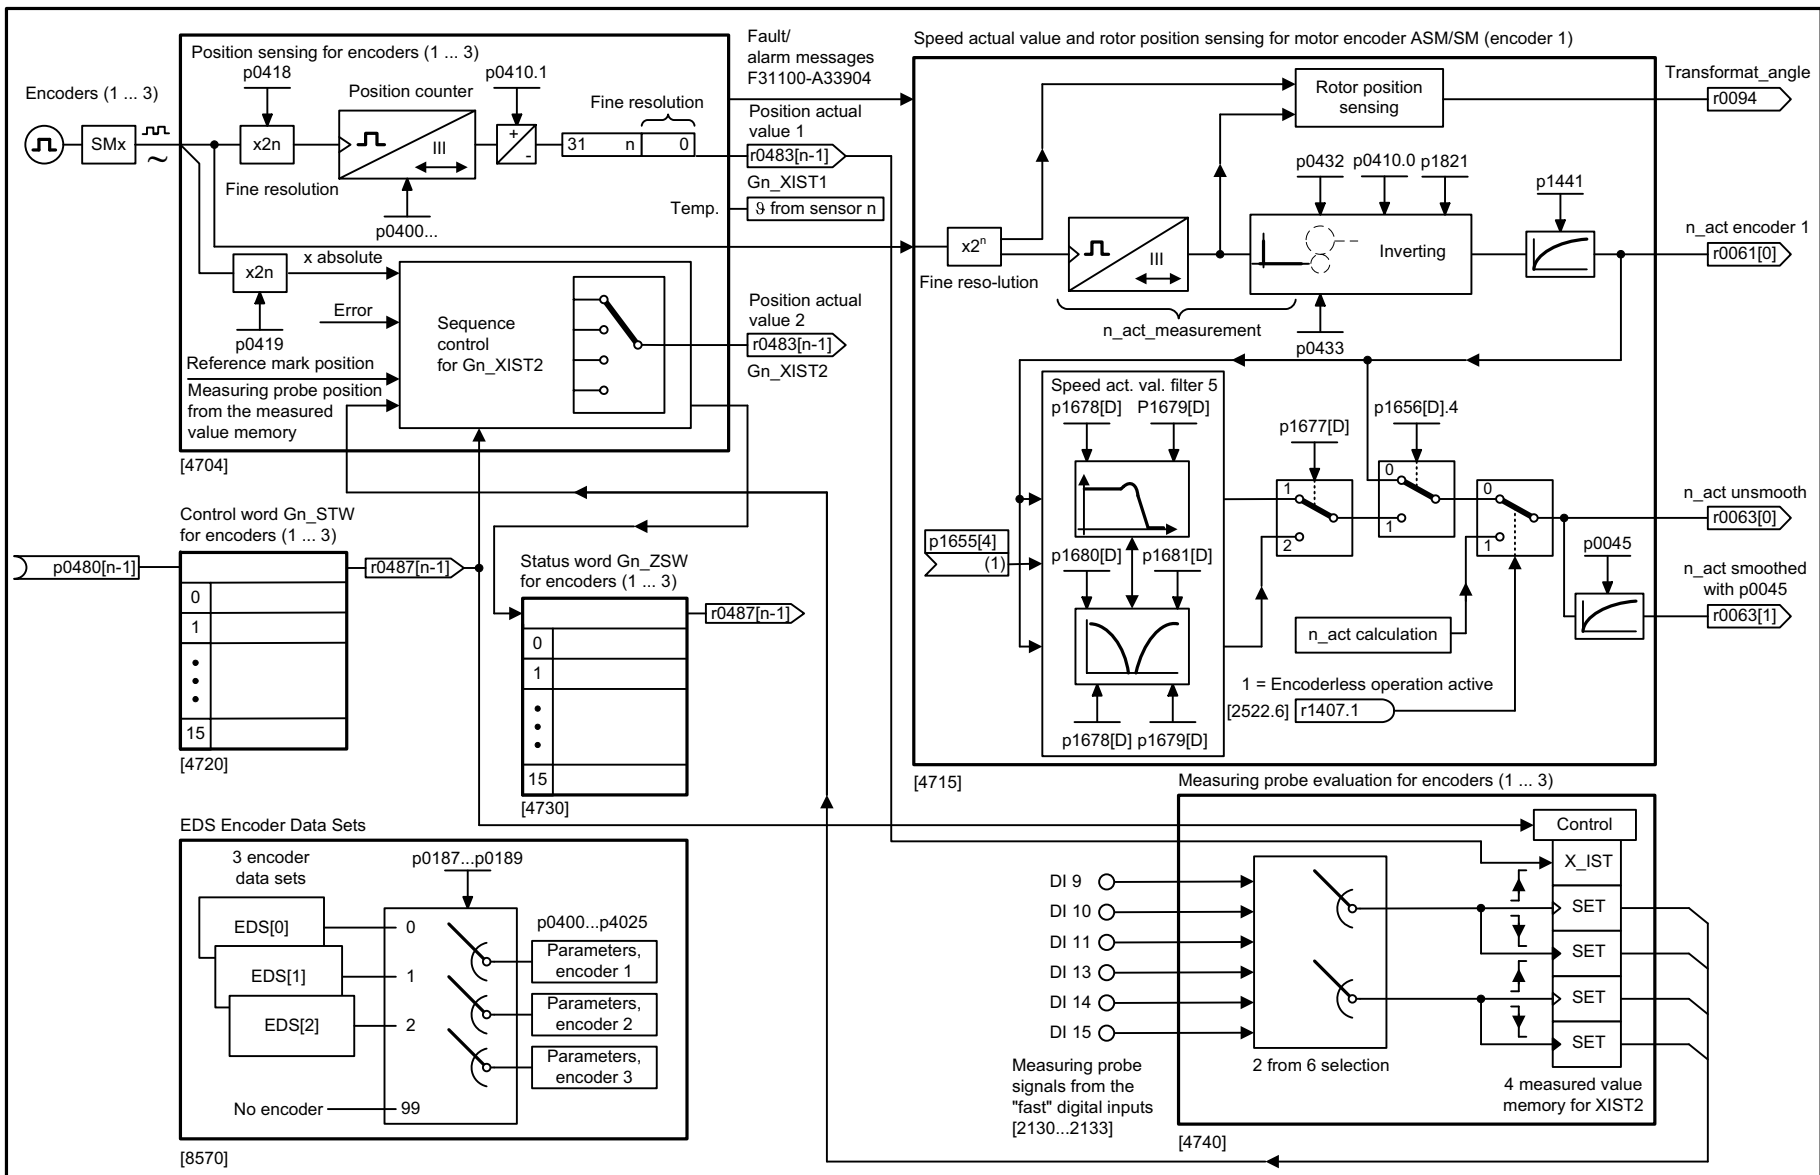 Position sensing for encoders (1 ... 3)
p0418
p0410.1
Encoders (1 ... 3)
Position counter
Fine resolution
SMx
x2n
III
+
-
31 n 0
Fine resolution
p0400...
Fault/
alarm messages
F31100-A33904
Position actual
value 1
r0483[n-1]
Gn_XIST1
Temp.
ϑ from sensor n
x2n
x absolute
Error
p0419
Reference mark position
Measuring probe position
from the measured
value memory
Sequence
control
for Gn_XIST2
Position actual
value 2
r0483[n-1]
Gn_XIST2
[4704]
Speed actual value and rotor position sensing for motor encoder ASM/SM (encoder 1)
Rotor position
sensing
Transformat_angle
r0094
p0432
p0410.0
p1821
p1441
x2ⁿ
Fine reso-lution
III
Inverting
n_act encoder 1
r0061[0]
n_act_measurement
p0433
Speed act. val. filter 5
p1678[D]
P1679[D]
p1655[4]
(1)
p1680[D]
p1681[D]
p1678[D]
p1679[D]
p1677[D]
1
2
p1656[D].4
0
1
0
1
n_act unsmooth
r0063[0]
p0045
n_act smoothed
with p0045
r0063[1]
n_act calculation
1 = Encoderless operation active
[2522.6]
r1407.1
[4715]
Control word Gn_STW
for encoders (1 ... 3)
p0480[n-1]
r0487[n-1]
0
1
15
[4720]
Status word Gn_ZSW
for encoders (1 ... 3)
r0487[n-1]
0
1
15
[4730]
EDS Encoder Data Sets
3 encoder
data sets
p0187...p0189
EDS[0]
0
EDS[1]
1
EDS[2]
2
No encoder
99
p0400...p4025
Parameters,
encoder 1
Parameters,
encoder 2
Parameters,
encoder 3
[8570]
Measuring probe evaluation for encoders (1 ... 3)
Control
X_IST
SET
SET
SET
SET
DI 9
DI 10
DI 11
DI 13
DI 14
DI 15
Measuring probe
signals from the
"fast" digital inputs
[2130...2133]
2 from 6 selection
4 measured value
memory for XIST2
[4740]